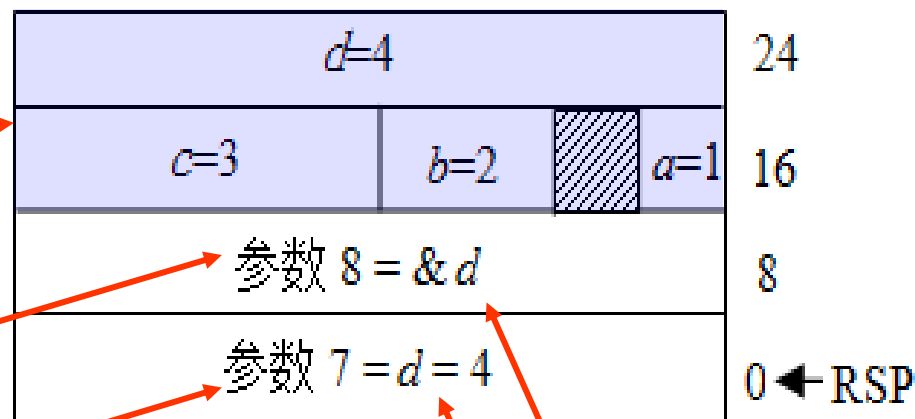 d=4 24
c=3 b=2 a=1 16
参数 8 = & d 8
参数 7 = d = 4 0 RSP